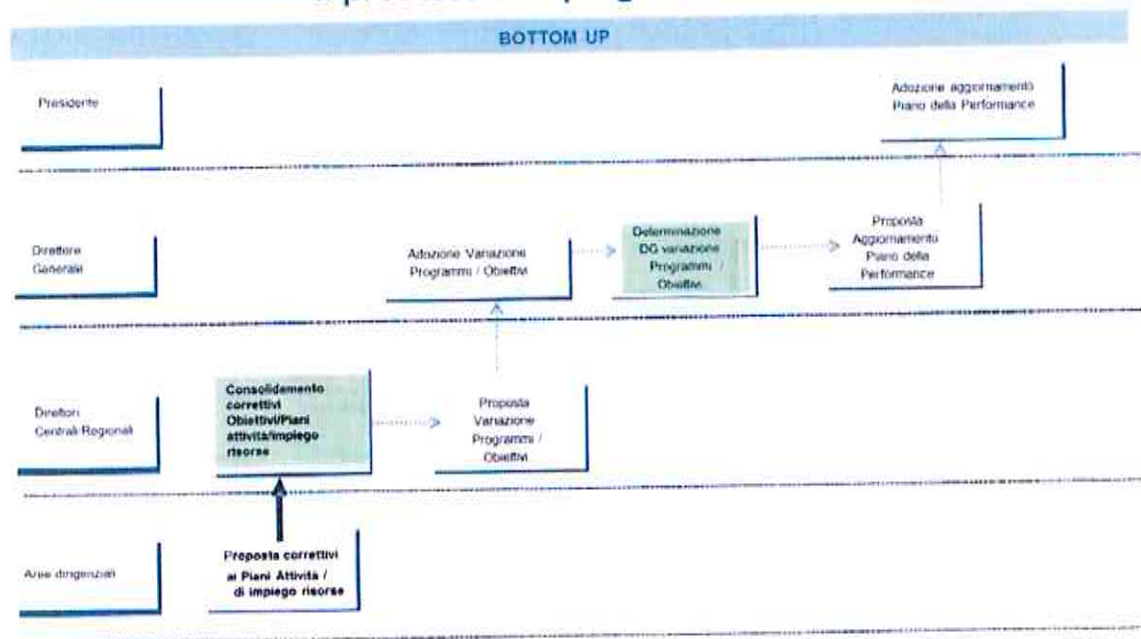 BOTTOM UP
Presidente
Adozione aggiornamento
Piano della Performance
Direttore
Generale
Adozione Variazione
Programmi / Obiettivi
Determinazione
DG variazione
Programmi /
Obiettivi
Proposta
Aggiornamento
Piano della
Performance
Direttori
Centrali/Regionali
Consolidamento
correttivi
Obiettivi/Piani
attività/impiego
risorse
Proposta
Variazione
Programmi /
Obiettivi
Aree dirigenziali
Proposta correttivi
ai Piani Attività /
di impiego risorse